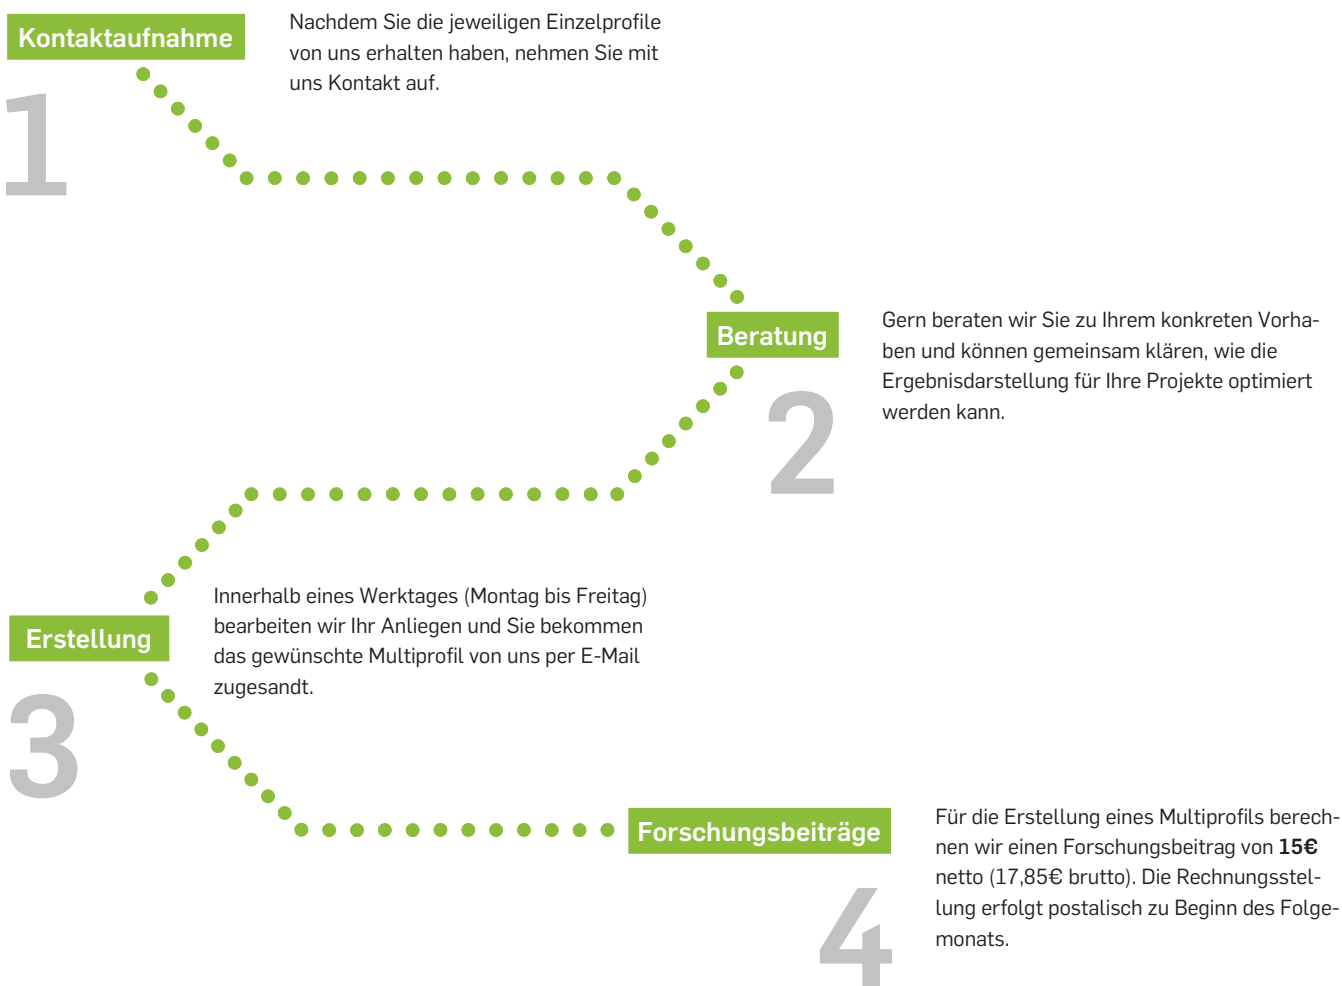 Kontaktaufnahme
1
Nachdem Sie die jeweiligen Einzelprofile
von uns erhalten haben, nehmen Sie mit
uns Kontakt auf.
Beratung
2
Gern beraten wir Sie zu Ihrem konkreten Vorha-
ben und können gemeinsam klären, wie die
Ergebnisdarstellung für Ihre Projekte optimiert
werden kann.
Erstellung
3
Innerhalb eines Werktages (Montag bis Freitag)
bearbeiten wir Ihr Anliegen und Sie bekommen
das gewünschte Multiprofil von uns per E-Mail
zugesandt.
Forschungsbeiträge
4
Für die Erstellung eines Multiprofils berech-
nen wir einen Forschungsbeitrag von 15€
netto (17,85€ brutto). Die Rechnungsstel-
lung erfolgt postalisch zu Beginn des Folge-
monats.